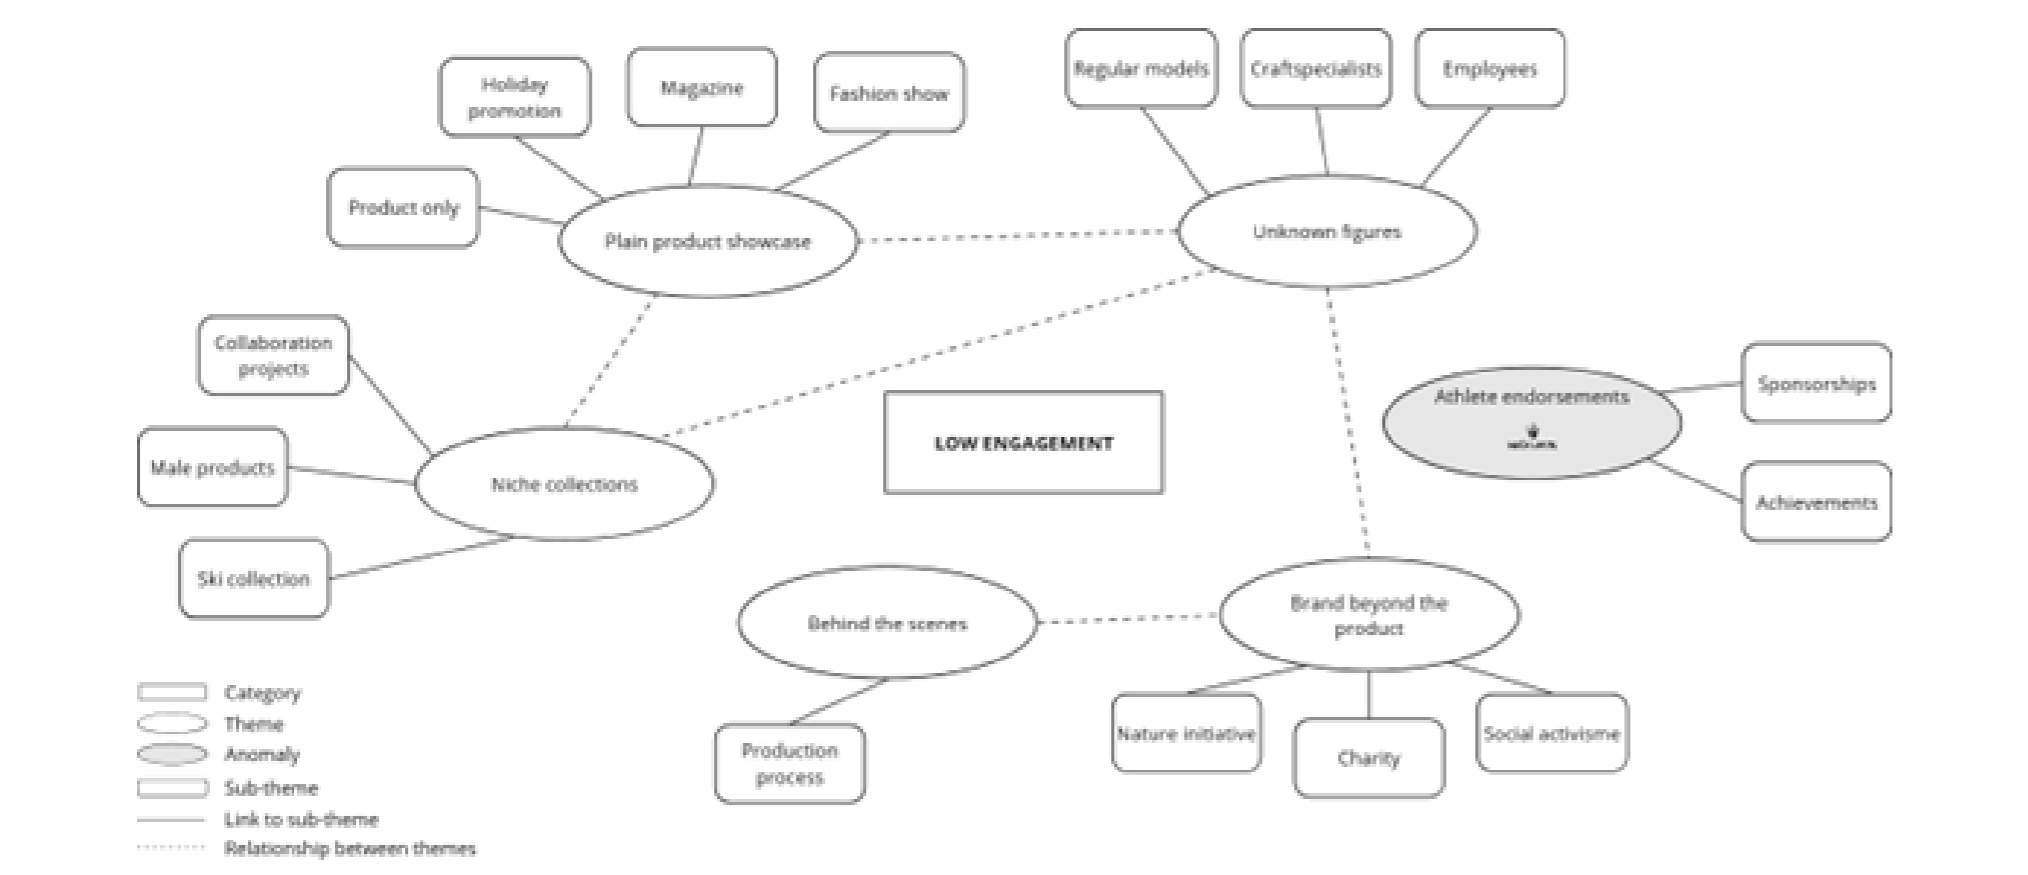 Holiday
promotion
Magazine
Fashion show
Regular models
Craftspecialists
Employees
Product only
Plain product showcase
Unknown figures
Collaboration
projects
Sponsorships
Athlete endorsements
LOW ENGAGEMENT
Male products
Niche collections
Achievements
Ski collection
Behind the scenes
Brand beyond the
product
Production
process
Nature initiative
Charity
Social activisme
Category
Theme
Anomaly
Sub-theme
Link to sub-theme
Relationship between themes